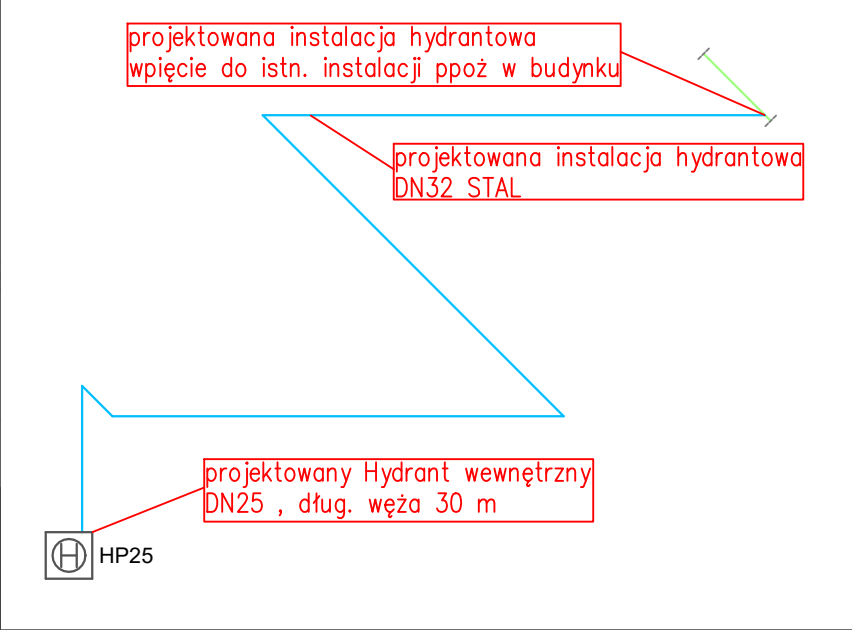 projektowana instalacja hydrantowa
wpięcie do istn. instalacji ppoż w budynku
projektowana instalacja hydrantowa
DN32 STAL
projektowany Hydrant wewnętrzny
DN25 , dług. węża 30 m
H
HP25